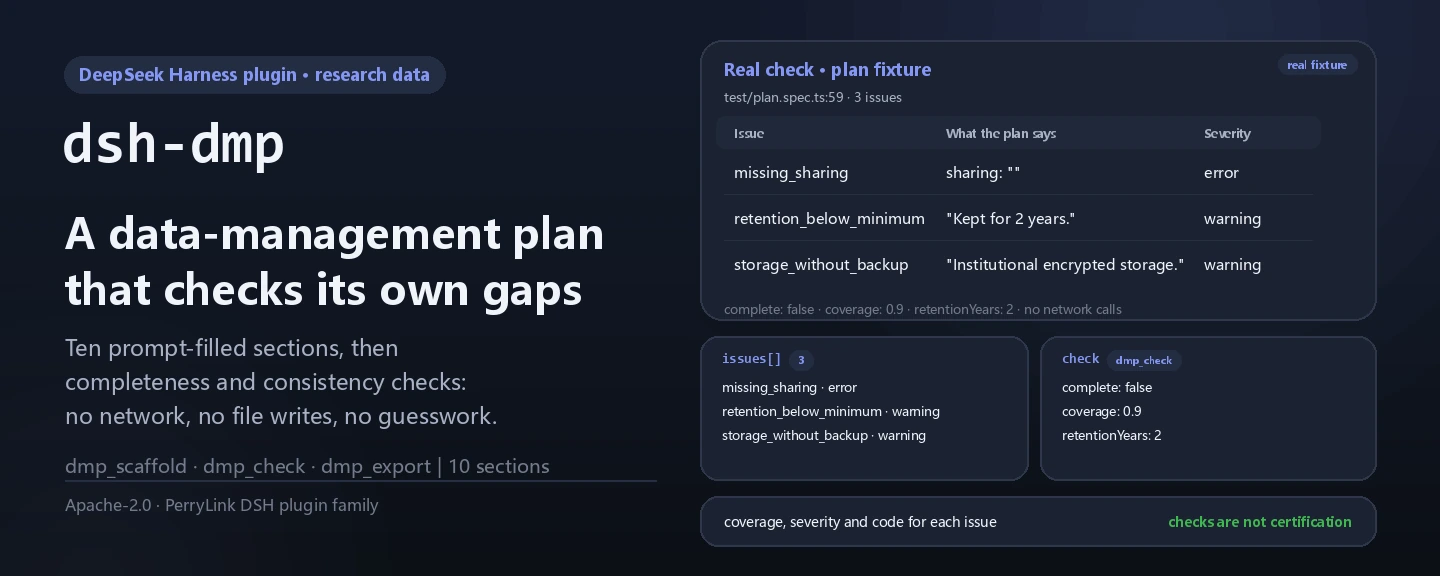 DeepSeek Harness plugin • research data
dsh-dmp
A data-management plan
that checks its own gaps
Ten prompt-filled sections, then
completeness and consistency checks:
no network, no file writes, no guesswork.
dmp_scaffold · dmp_check · dmp_export | 10 sections
Apache-2.0 · PerryLink DSH plugin family
Real check • plan fixture
real fixture
test/plan.spec.ts:59 · 3 issues
Issue What the plan says Severity
missing_sharing sharing: "" error
retention_below_minimum "Kept for 2 years." warning
storage_without_backup "Institutional encrypted storage." warning
complete: false · coverage: 0.9 · retentionYears: 2 · no network calls
issues[] 3
missing_sharing · error
retention_below_minimum · warning
storage_without_backup · warning
check dmp_check
complete: false
coverage: 0.9
retentionYears: 2
coverage, severity and code for each issue
checks are not certification